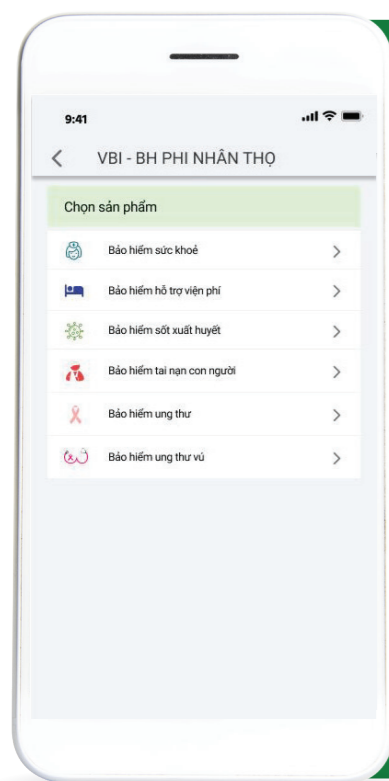 9:41
VBI - BH PHI NHÂN THỌ
Chọn sản phẩm
Bảo hiểm sức khoẻ
Bảo hiểm hỗ trợ viện phí
Bảo hiểm sốt xuất huyết
Bảo hiểm tai nạn con người
Bảo hiểm ung thư
Bảo hiểm ung thư vú